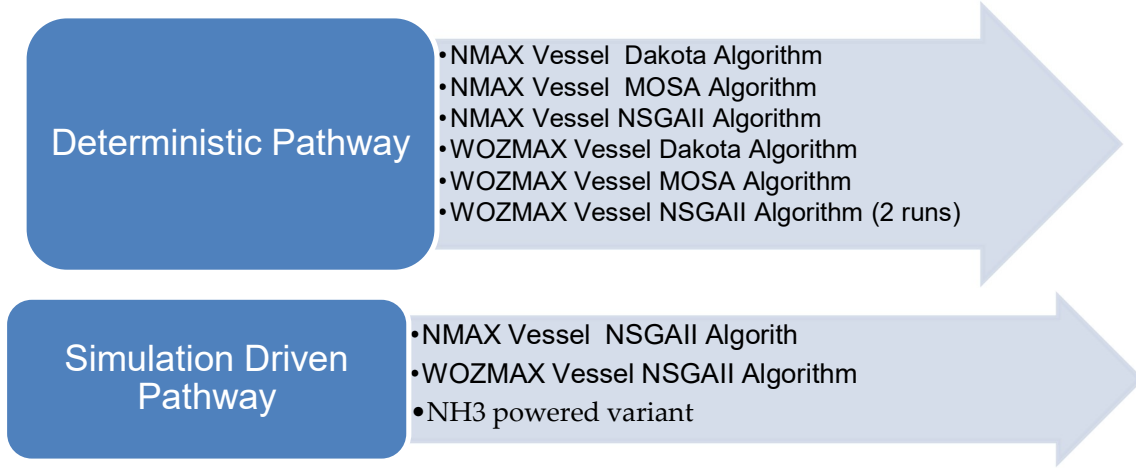 Deterministic Pathway
•NMAX Vessel  Dakota Algorithm
•NMAX Vessel  MOSA Algorithm
•NMAX Vessel NSGAII Algorithm
•WOZMAX Vessel Dakota Algorithm
•WOZMAX Vessel MOSA Algorithm
•WOZMAX Vessel NSGAII Algorithm (2 runs)
Simulation Driven
Pathway
•NMAX Vessel  NSGAII Algorith
•WOZMAX Vessel NSGAII Algorithm
•NH3 powered variant